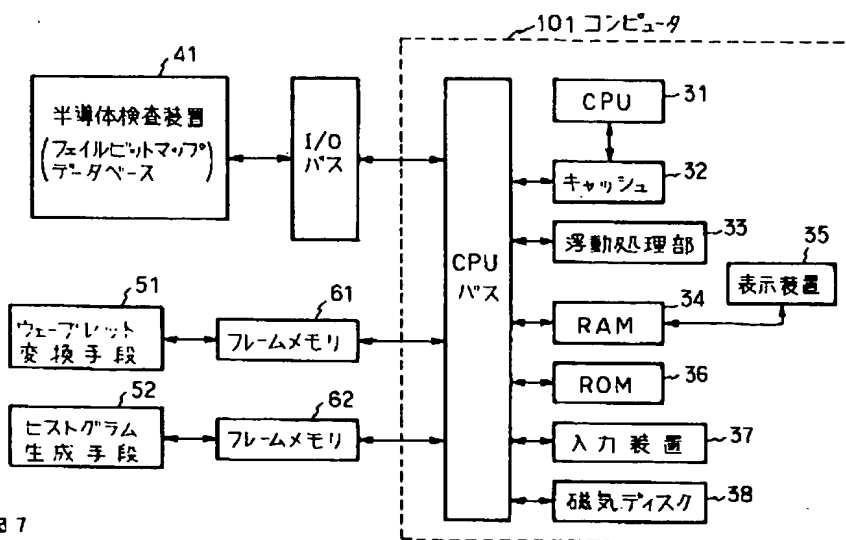 101 コンピュータ
41
半導体検査装置
(フェイルビットマップ
データベース)
I/O
バス
CPU
バス
CPU
31
キャッシュ
32
浮動処理部
33
35
表示装置
RAM
34
ROM
36
入力装置
37
磁気ディスク
38
51
ウェーブレット
変換手段
61
フレームメモリ
52
ヒストグラム
生成手段
62
フレームメモリ